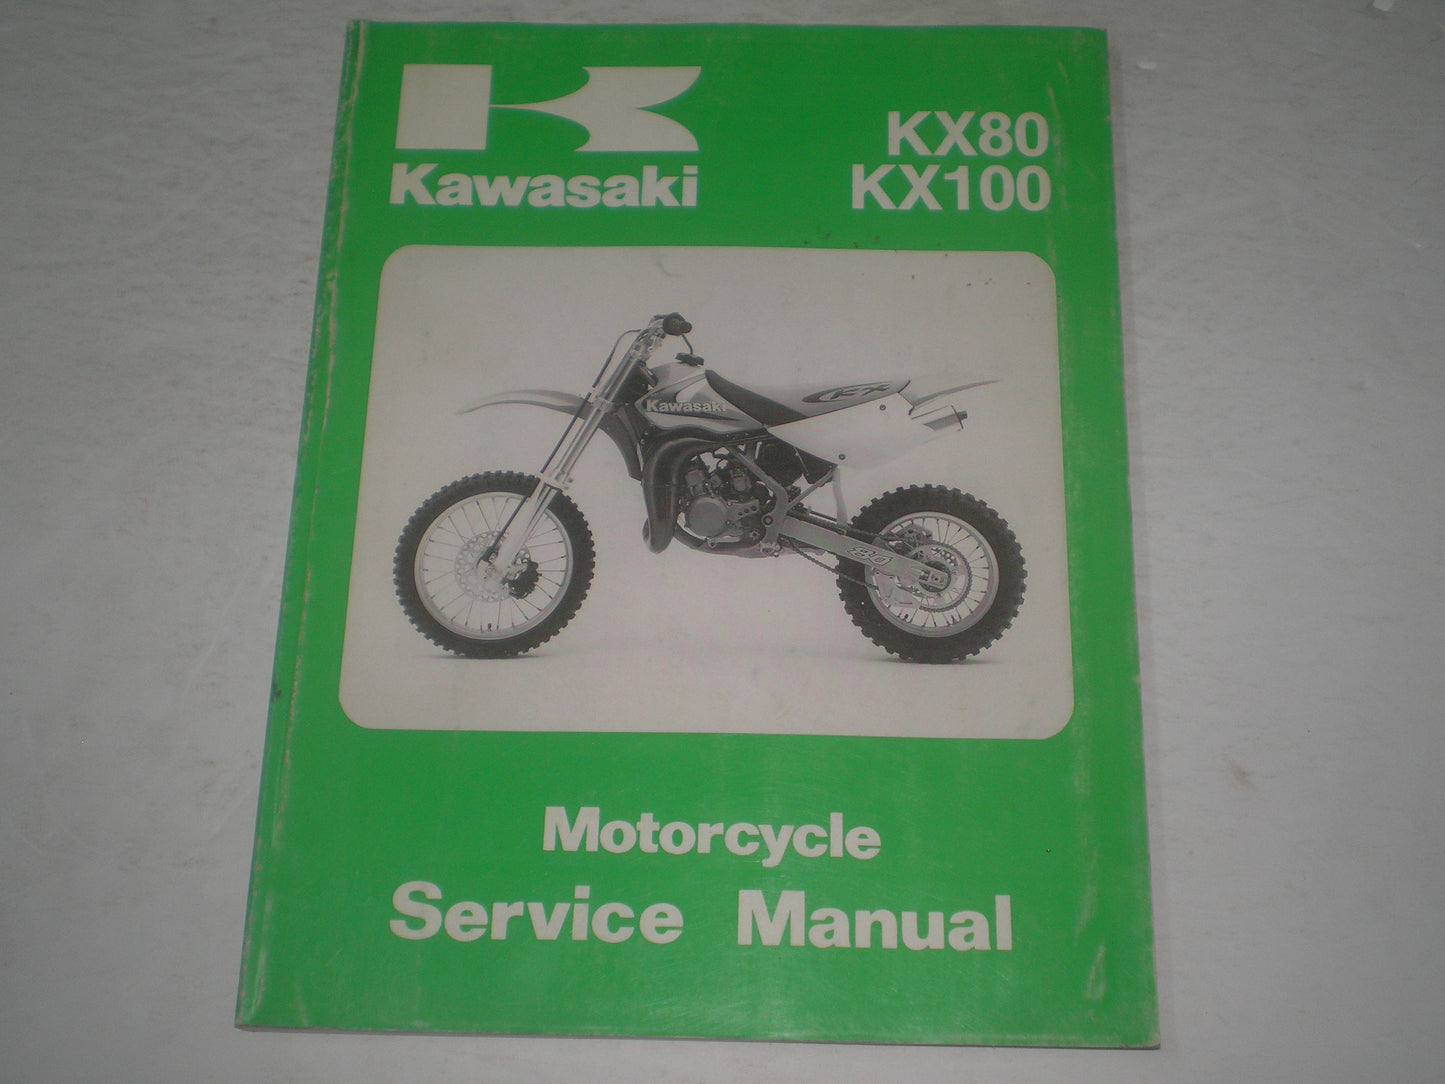 Kawasaki
KX80
KX100
Kawasaki
KX
80
Motorcycle
Service Manual